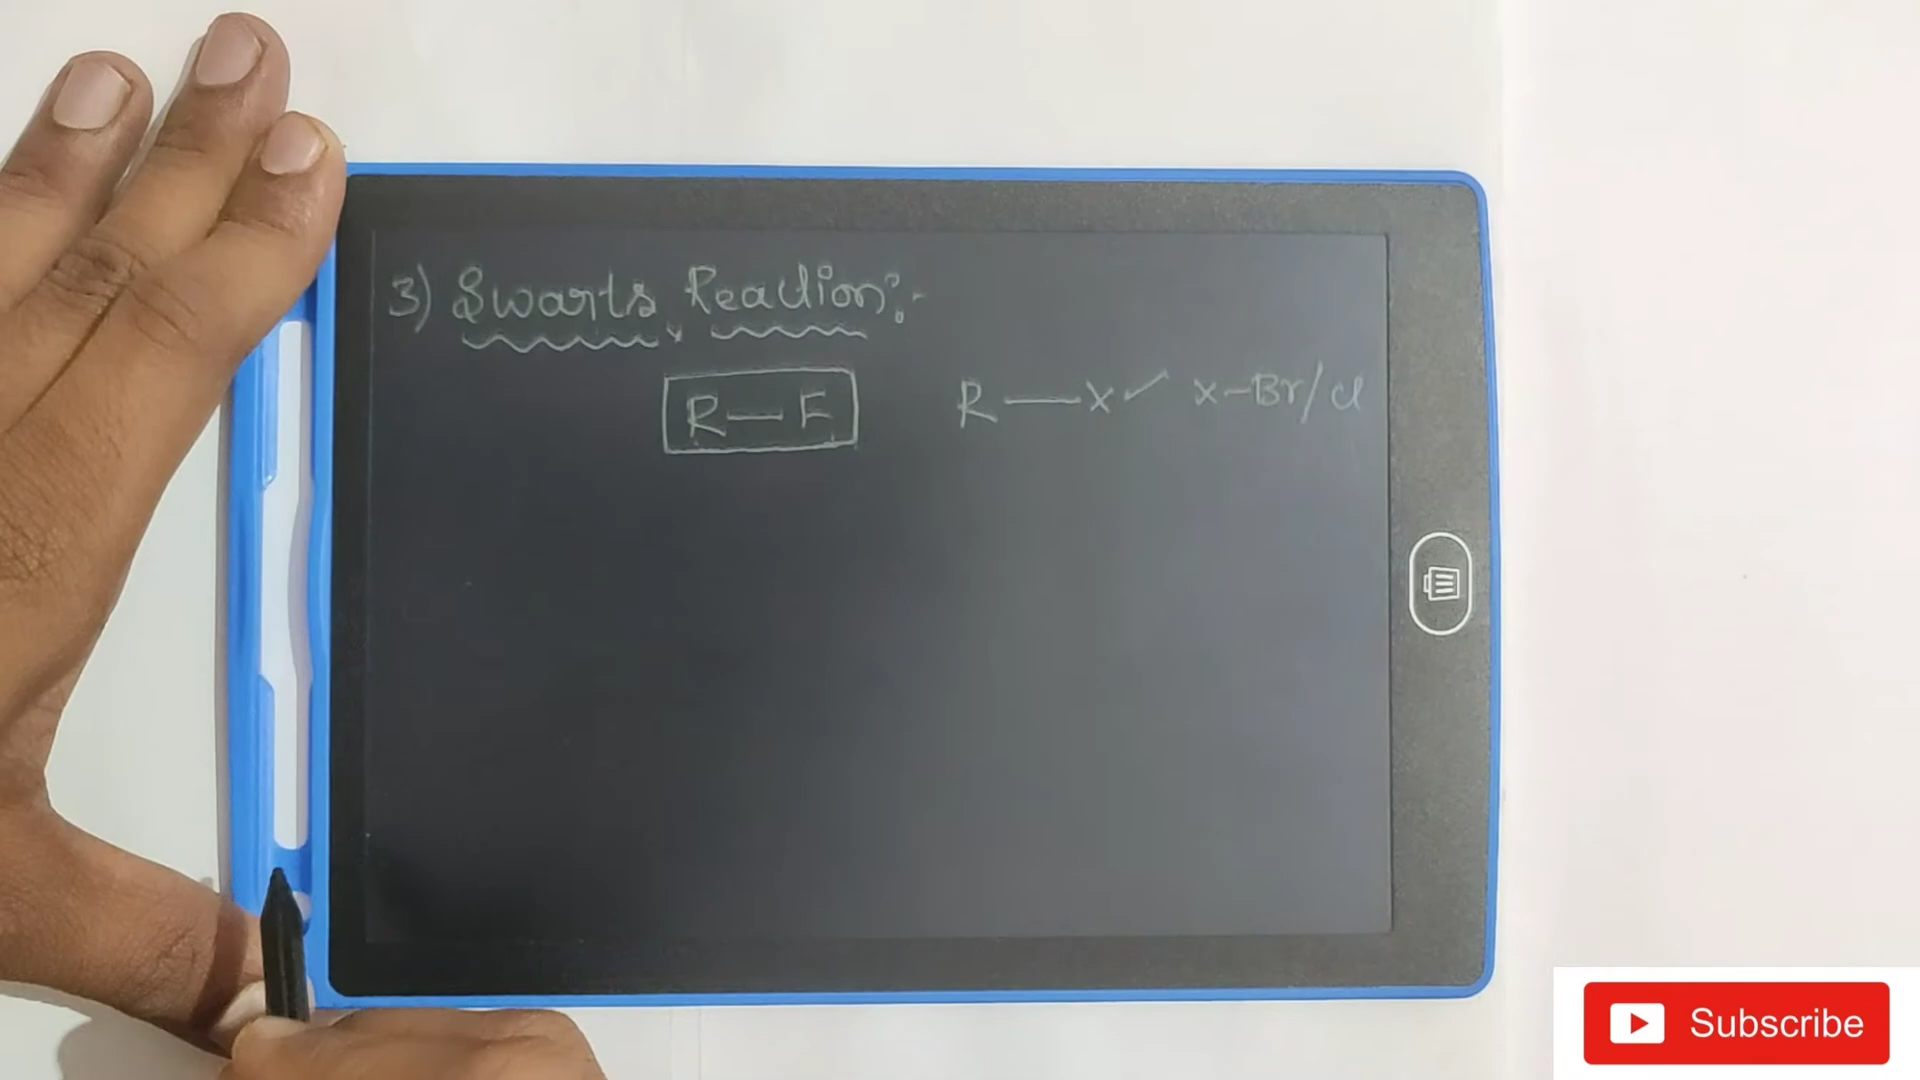 3) Swarts Reaction:-
R—F R—X✓ X-Br/Cl
Subscribe